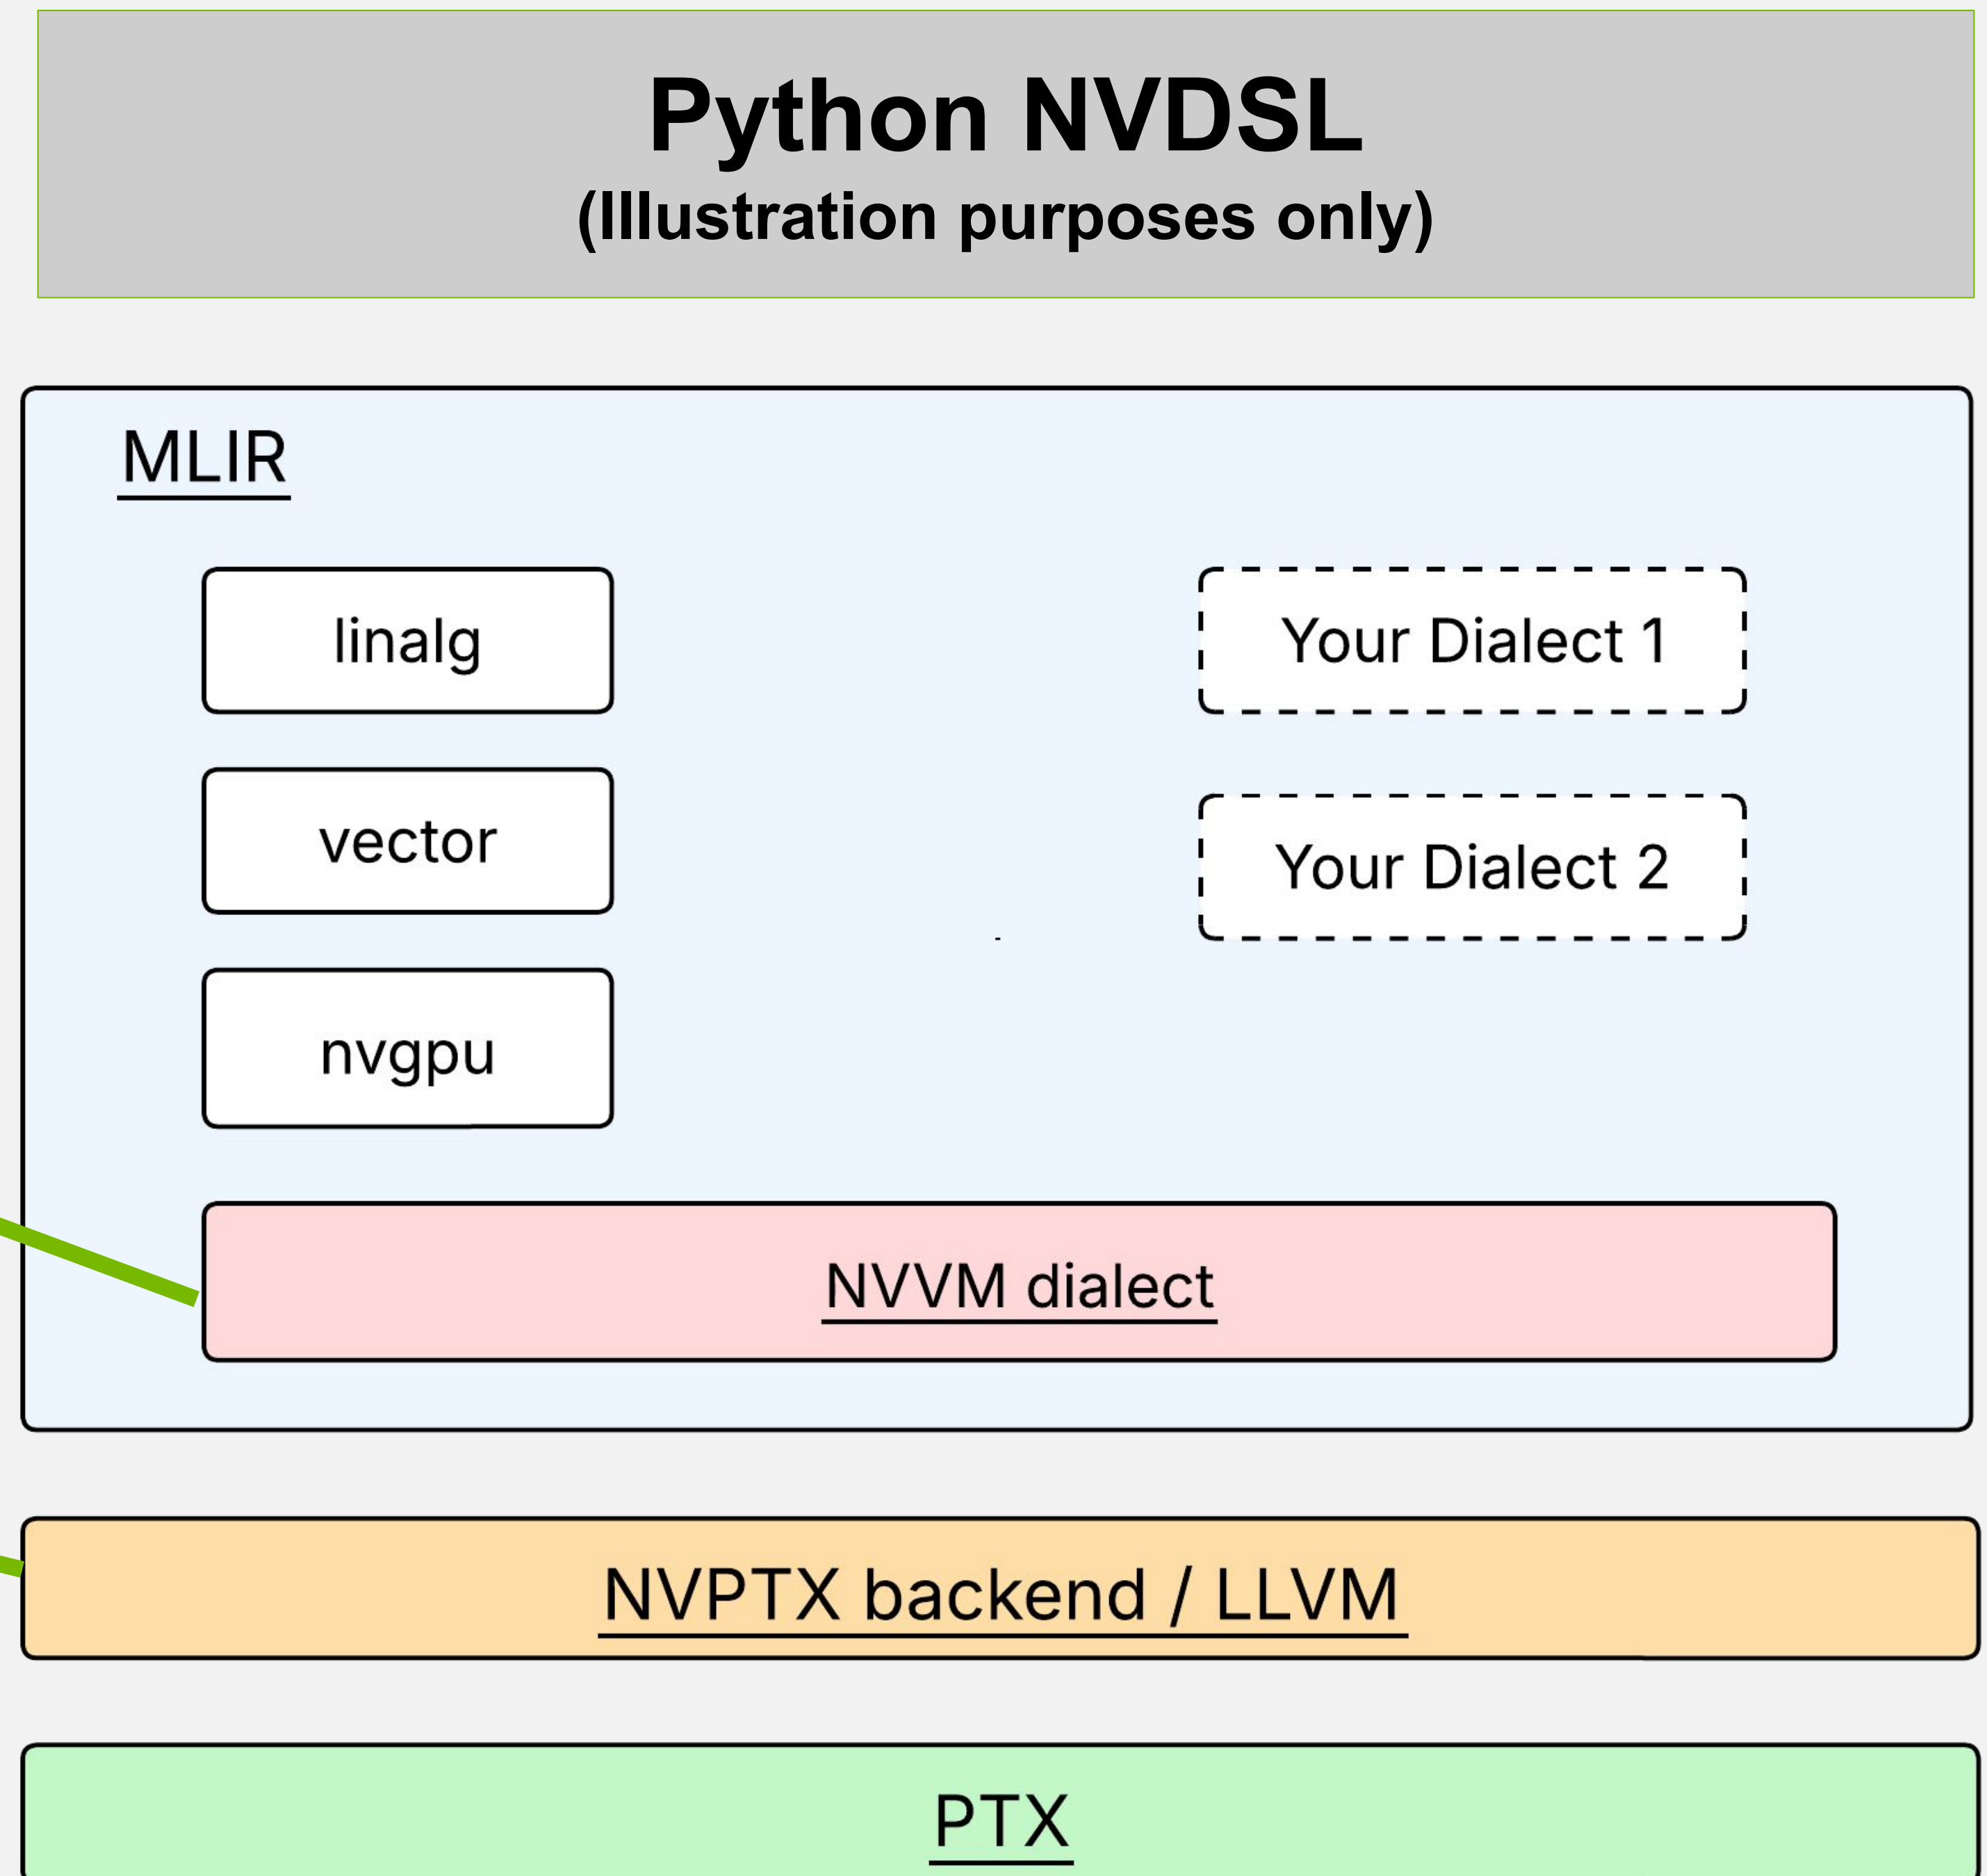 Python NVDSL
(Illustration purposes only)
MLIR
linalg
vector
nvgpu
Your Dialect 1
Your Dialect 2
NVVM dialect
NVPTX backend / LLVM
PTX